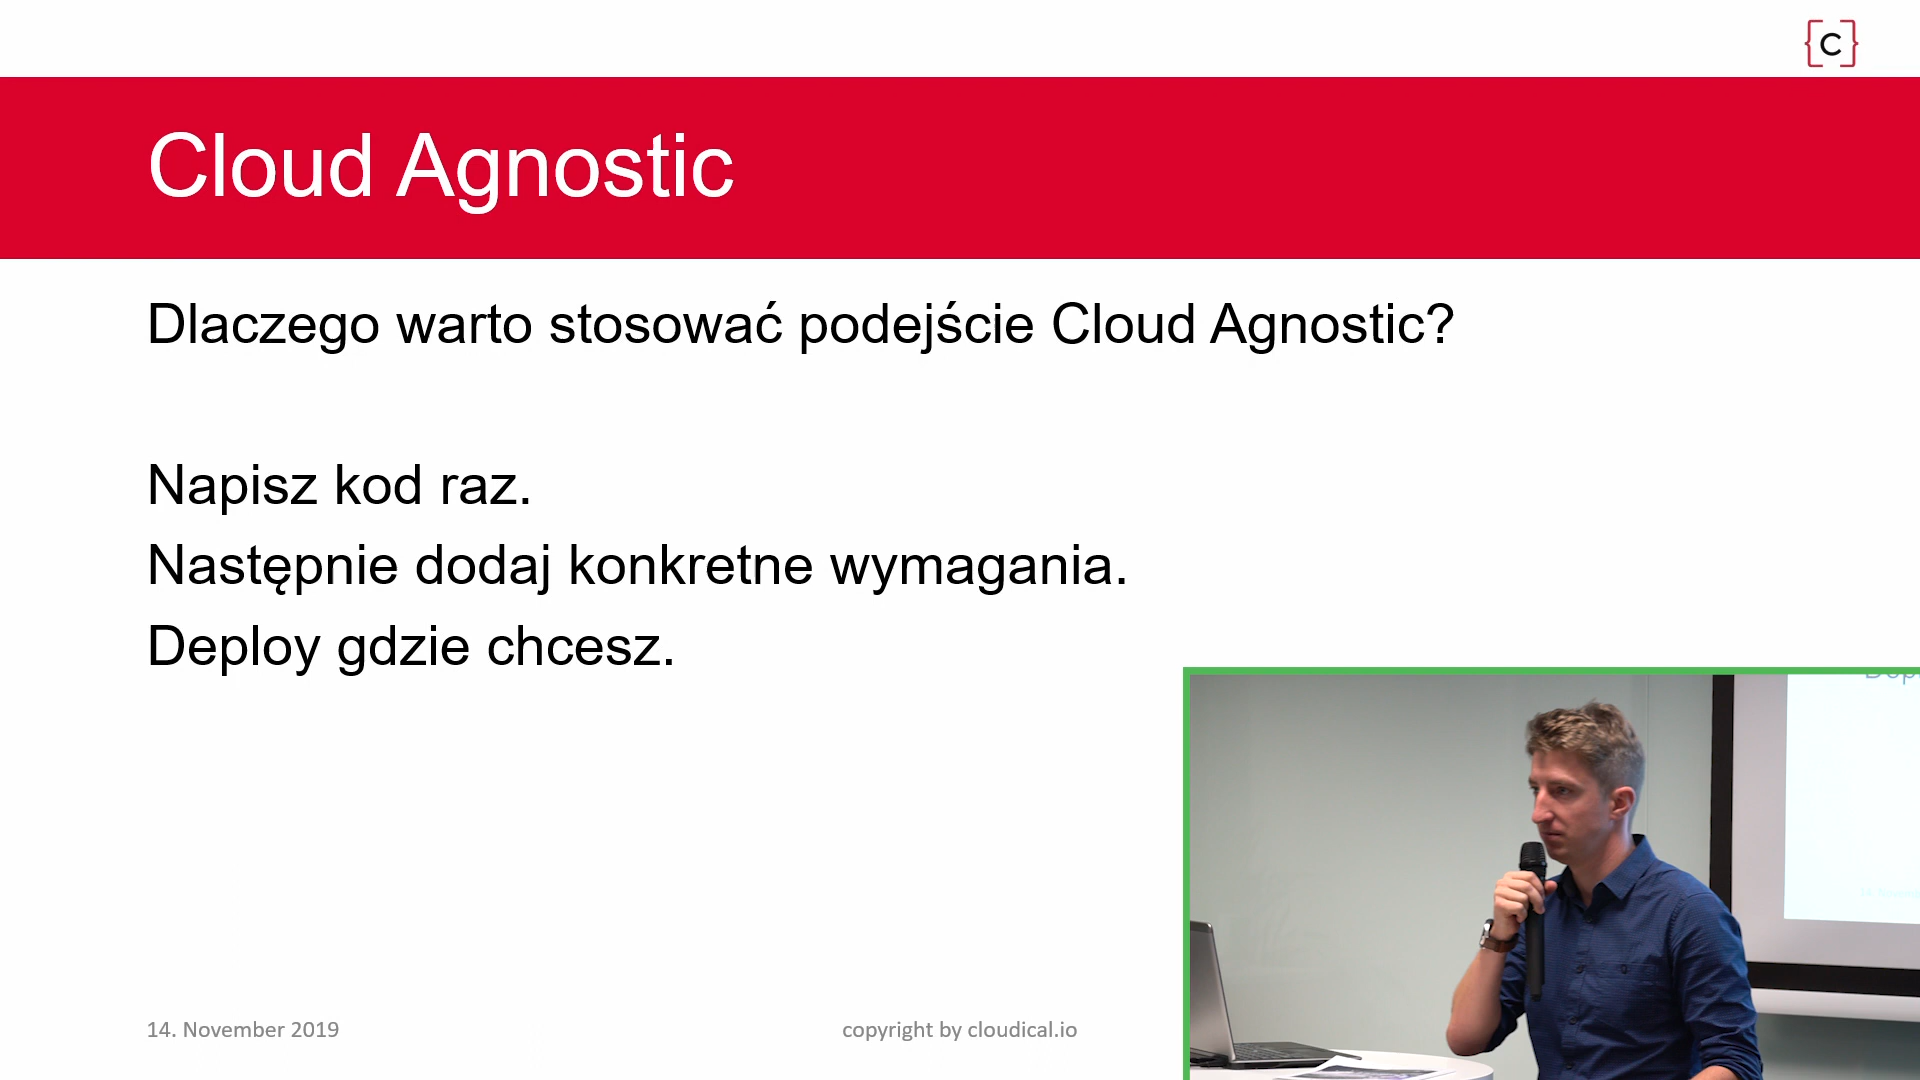 C
Cloud Agnostic
Dlaczego warto stosować podejście Cloud Agnostic?
Napisz kod raz.
Następnie dodaj konkretne wymagania.
Deploy gdzie chcesz.
14. November 2019
copyright by cloudical.io